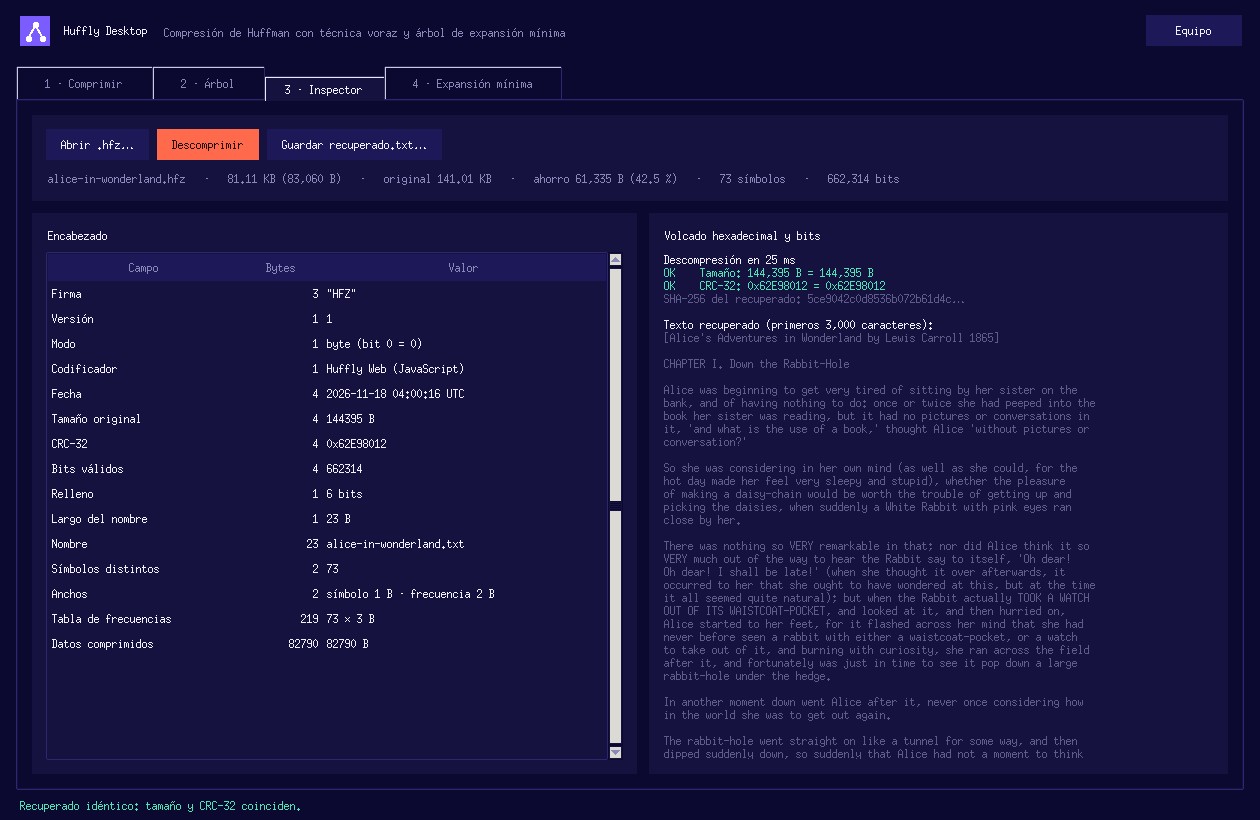 Huffly Desktop Compresión de Huffman con técnica voraz y árbol de expansión mínima Equipo
1 · Comprimir 2 · Árbol 3 · Inspector 4 · Expansión mínima
Abrir .hfz... Descomprimir Guardar recuperado.txt...
alice-in-wonderland.hfz · 81.11 KB (83,060 B) · original 141.01 KB · ahorro 61,335 B (42.5 %) · 73 símbolos · 662,314 bits
Encabezado
Campo Bytes Valor
Firma 3 "HFZ"
Versión 1 1
Modo 1 byte (bit 0 = 0)
Codificador 1 Huffly Web (JavaScript)
Fecha 4 2026-11-18 04:00:16 UTC
Tamaño original 4 144395 B
CRC-32 4 0x62E98012
Bits válidos 4 662314
Relleno 1 6 bits
Largo del nombre 1 23 B
Nombre 23 alice-in-wonderland.txt
Símbolos distintos 2 73
Anchos 2 símbolo 1 B · frecuencia 2 B
Tabla de frecuencias 219 73 × 3 B
Datos comprimidos 82790 82790 B
Volcado hexadecimal y bits
Descompresión en 25 ms
OK Tamaño: 144,395 B = 144,395 B
OK CRC-32: 0x62E98012 = 0x62E98012
SHA-256 del recuperado: 5ce9042c0d8536b072b61d4c...
Texto recuperado (primeros 3,000 caracteres):
[Alice's Adventures in Wonderland by Lewis Carroll 1865]
CHAPTER I. Down the Rabbit-Hole
Alice was beginning to get very tired of sitting by her sister on the
bank, and of having nothing to do: once or twice she had peeped into the
book her sister was reading, but it had no pictures or conversations in
it, 'and what is the use of a book,' thought Alice 'without pictures or
conversation?'
So she was considering in her own mind (as well as she could, for the
hot day made her feel very sleepy and stupid), whether the pleasure
of making a daisy-chain would be worth the trouble of getting up and
picking the daisies, when suddenly a White Rabbit with pink eyes ran
close by her.
There was nothing so VERY remarkable in that; nor did Alice think it so
VERY much out of the way to hear the Rabbit say to itself, 'Oh dear!
Oh dear! I shall be late!' (when she thought it over afterwards, it
occurred to her that she ought to have wondered at this, but at the time
it all seemed quite natural); but when the Rabbit actually TOOK A WATCH
OUT OF ITS WAISTCOAT-POCKET, and looked at it, and then hurried on,
Alice started to her feet, for it flashed across her mind that she had
never before seen a rabbit with either a waistcoat-pocket, or a watch
to take out of it, and burning with curiosity, she ran across the field
after it, and fortunately was just in time to see it pop down a large
rabbit-hole under the hedge.
In another moment down went Alice after it, never once considering how
in the world she was to get out again.
The rabbit-hole went straight on like a tunnel for some way, and then
dipped suddenly down, so suddenly that Alice had not a moment to think
Recuperado idéntico: tamaño y CRC-32 coinciden.